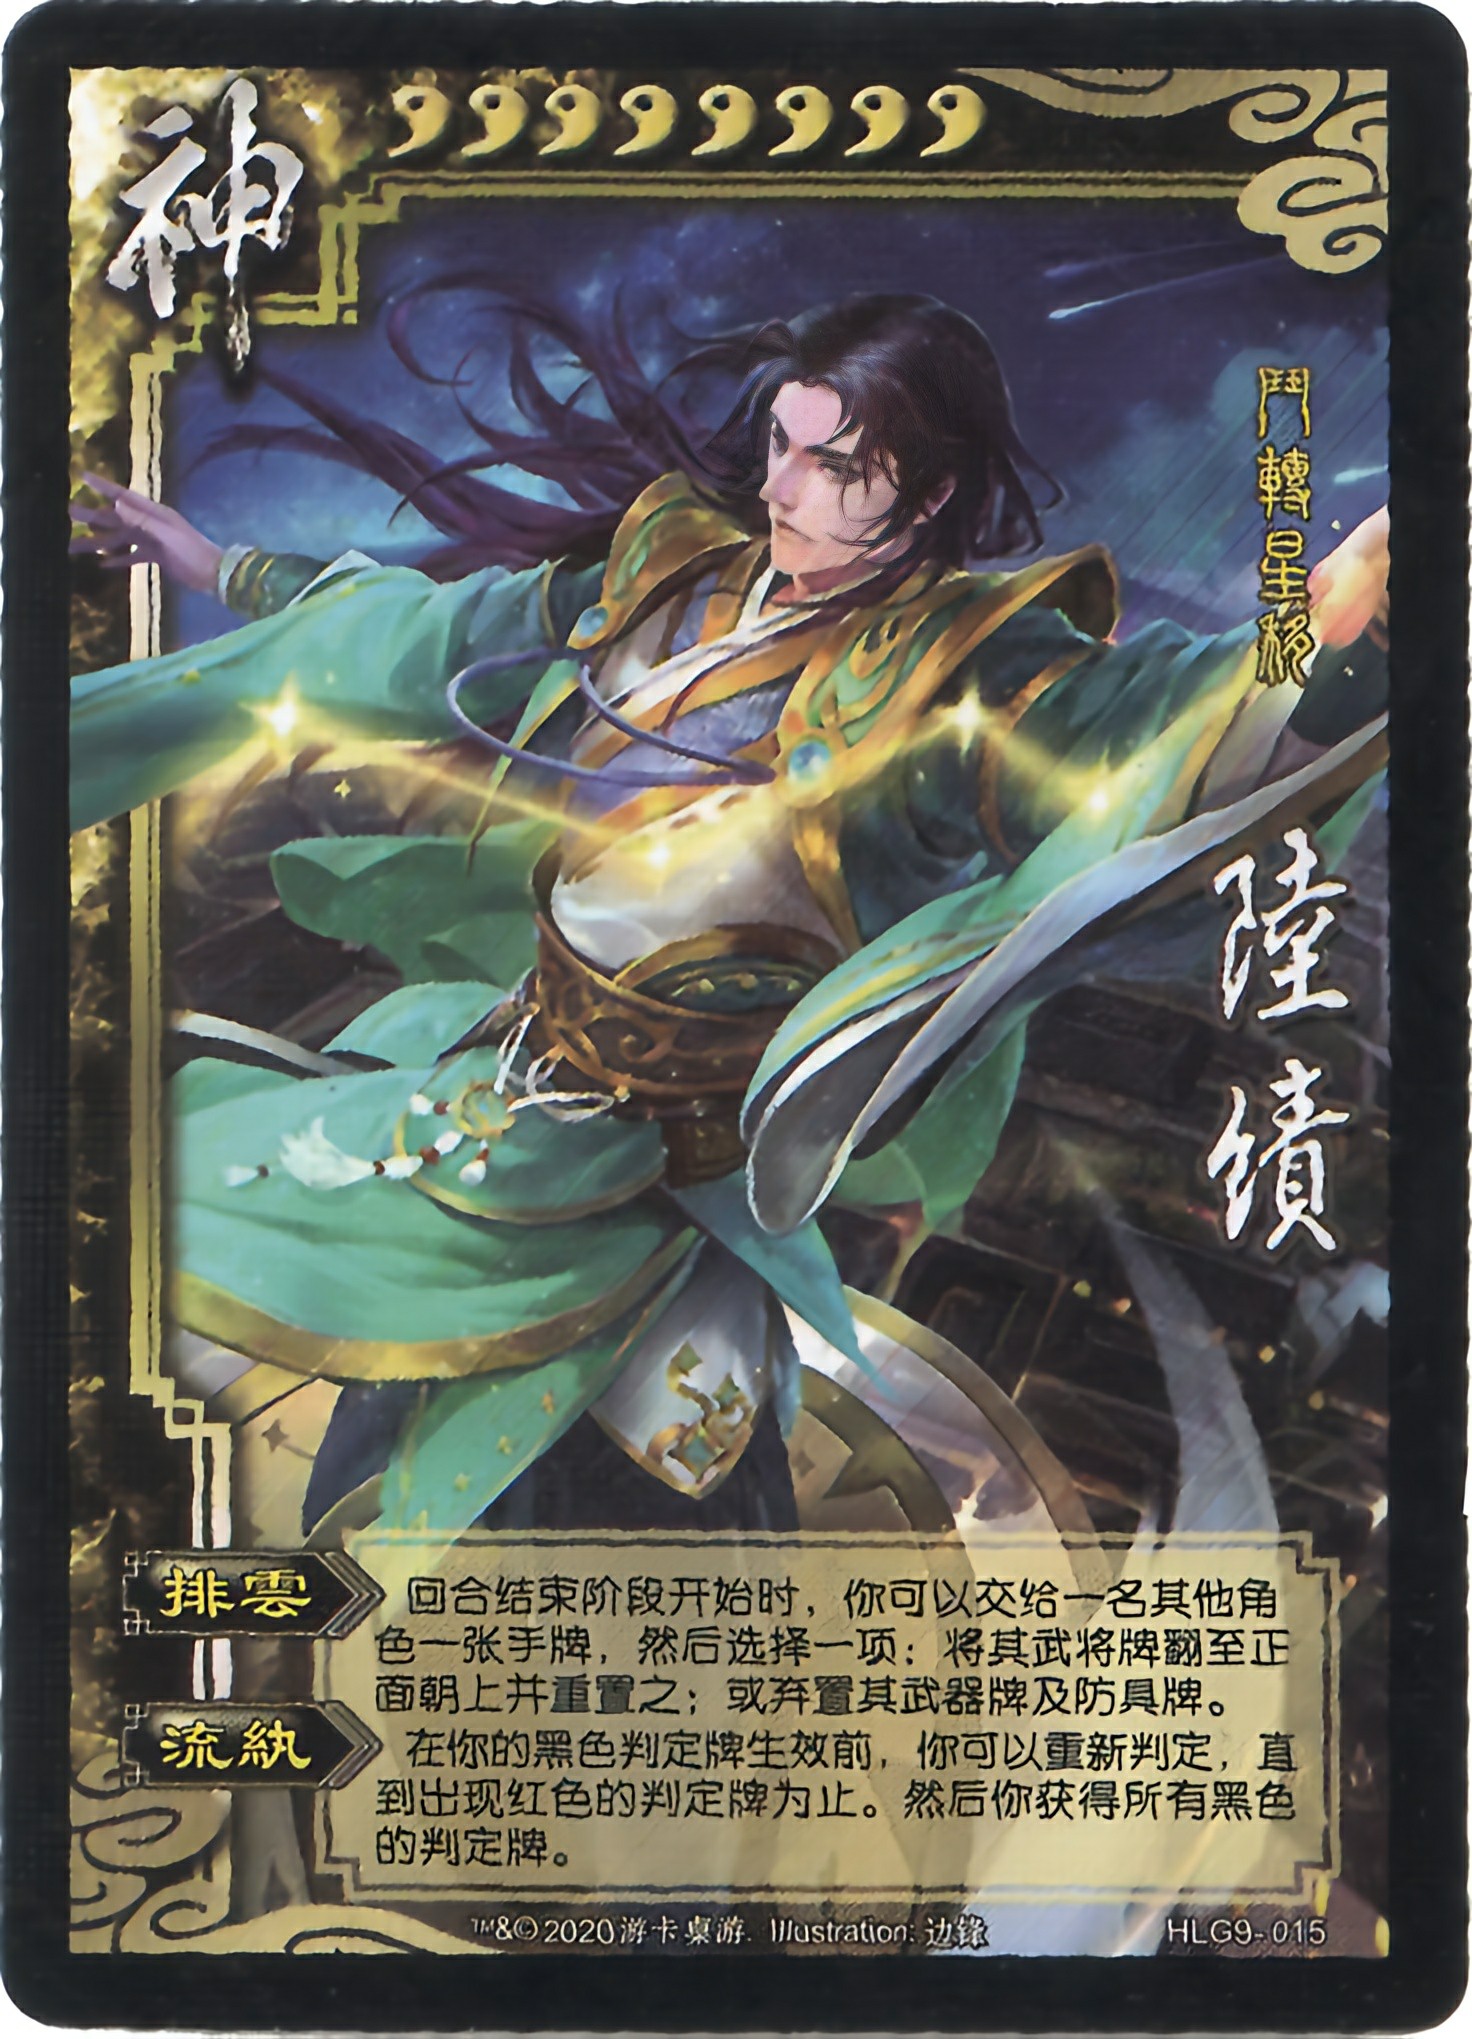 神
鬥轉星移
陸績
排雲
回合结束阶段开始时，你可以交给一名其他角
色一张手牌，然后选择一项：将其武将牌翻至正
面朝上并重置之；或弃置其武器牌及防具牌。
流紈
在你的黑色判定牌生效前，你可以重新判定，直
到出现红色的判定牌为止。然后你获得所有黑色
的判定牌。
™&©2020游卡桌游. Illustration: 边锋
HLG9-015